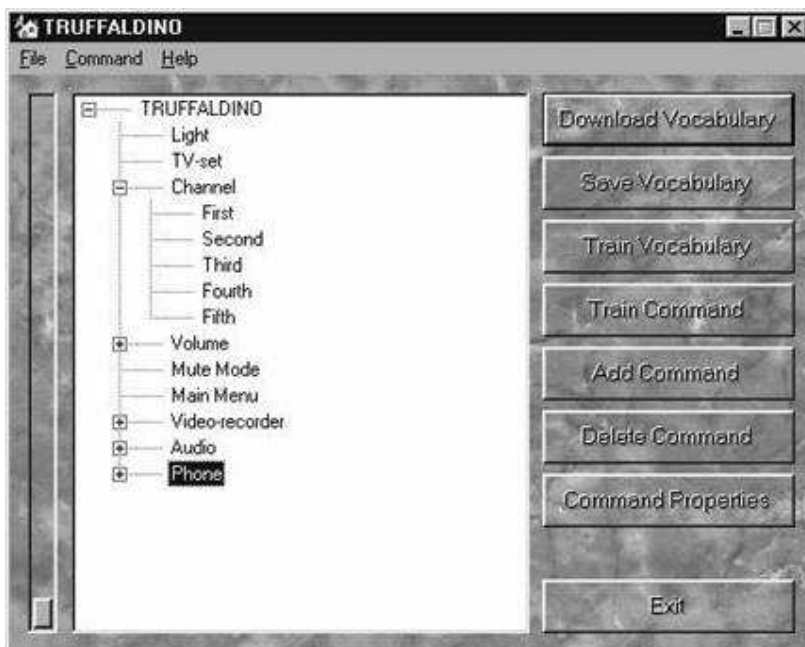 TRUFFALDINO
File Command Help
TRUFFALDINO
Light
TV-set
Channel
First
Second
Third
Fourth
Fifth
Volume
Mute Mode
Main Menu
Video-recorder
Audio
Phone
Download Vocabulary
Save Vocabulary
Train Vocabulary
Train Command
Add Command
Delete Command
Command Properties
Exit